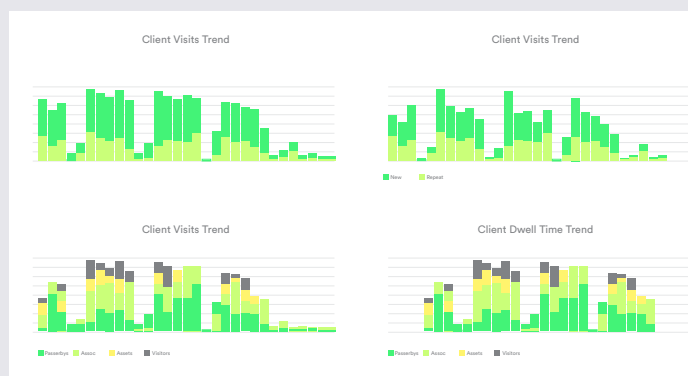 Client Visits Trend
Client Visits Trend
New Repeat
Client Visits Trend
Client Dwell Time Trend
Passerbys Assoc Assets Visitors
Passerbys Assoc Assets Visitors